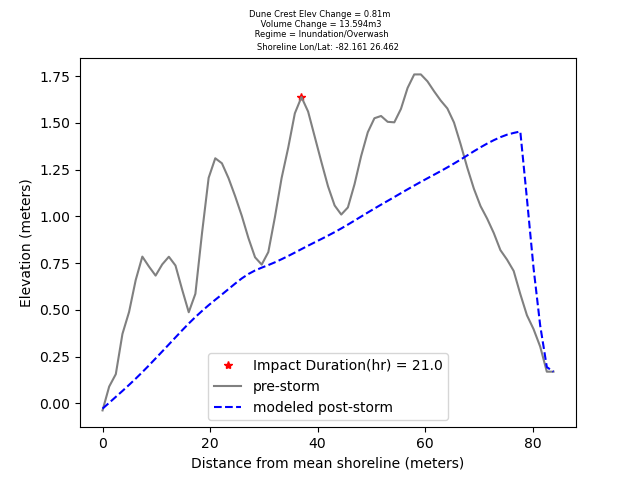 Dune Crest Elev Change = 0.81m
Volume Change = 13.594m3
Regime = Inundation/Overwash
Shoreline Lon/Lat: -82.161 26.462
1.75
1.50
1.25
1.00
0.75
0.50
0.25
0.00
Elevation (meters)
Impact Duration(hr) = 21.0
pre-storm
modeled post-storm
0 20 40 60 80
Distance from mean shoreline (meters)